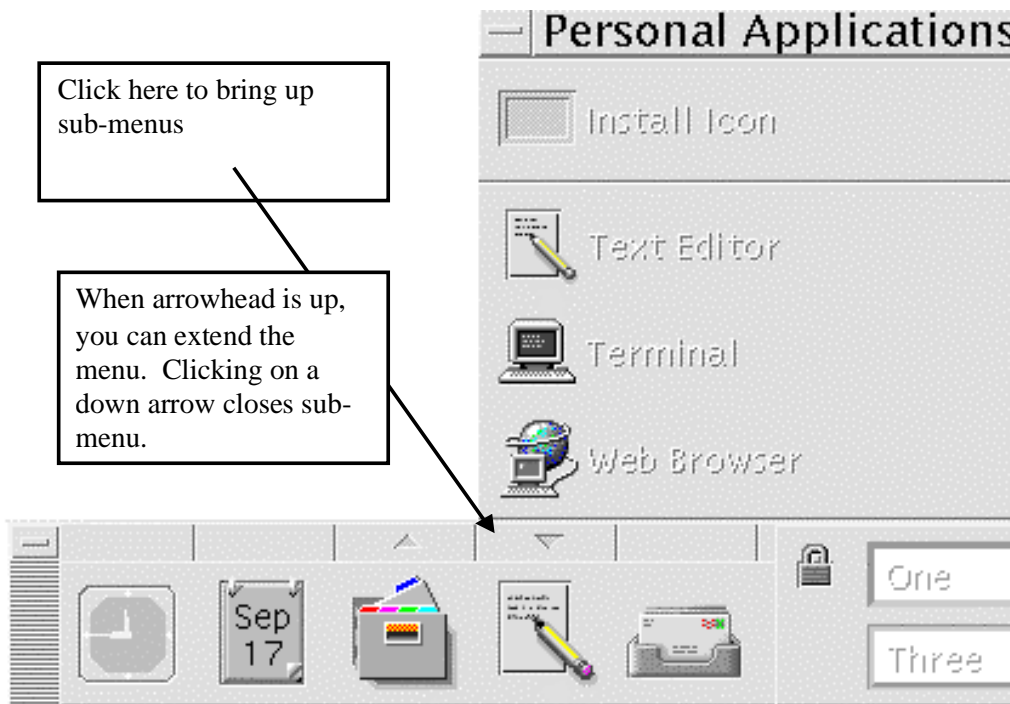 Personal Applications
Click here to bring up
sub-menus
Install Icon
Text Editor
When arrowhead is up,
you can extend the
menu. Clicking on a
down arrow closes sub-
menu.
Terminal
Web Browser
Sep
17
One
Three